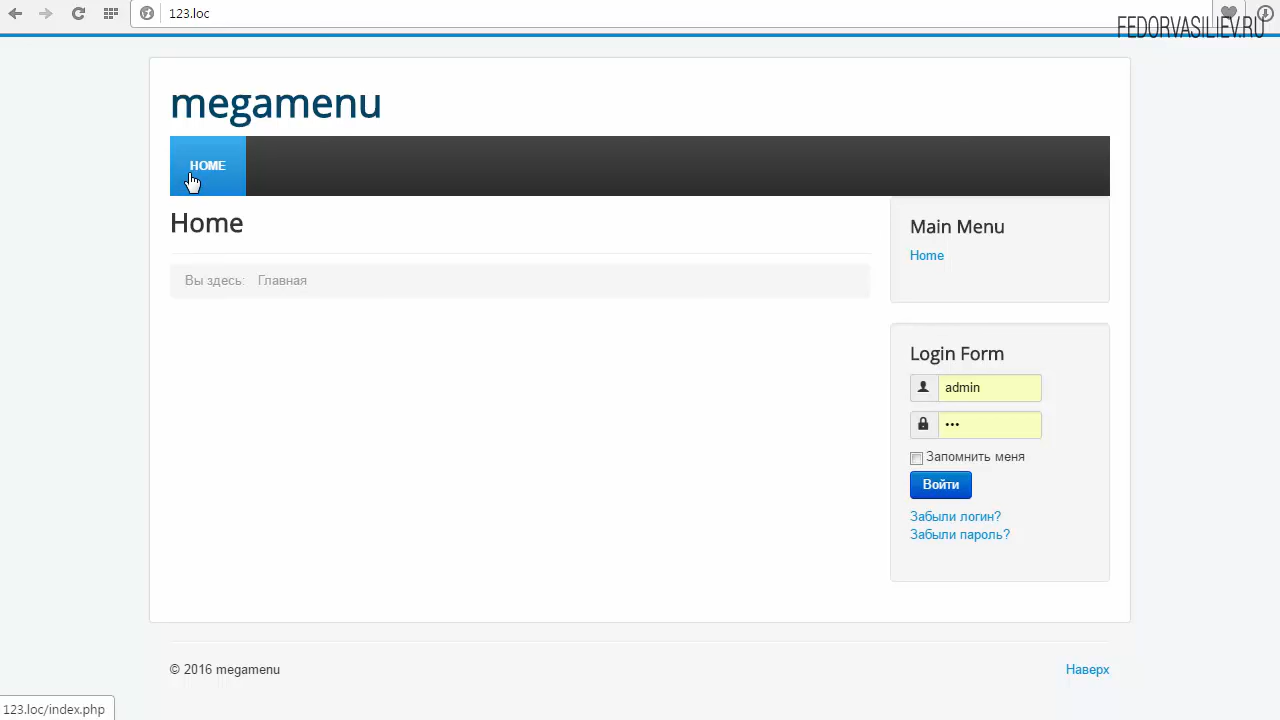 123.loc
FEDORVASILIEV.RU
megamenu
HOME
Home
Вы здесь: Главная
Main Menu
Home
Login Form
admin
•••
Запомнить меня
Войти
Забыли логин?
Забыли пароль?
© 2016 megamenu
Наверх
123.loc/index.php